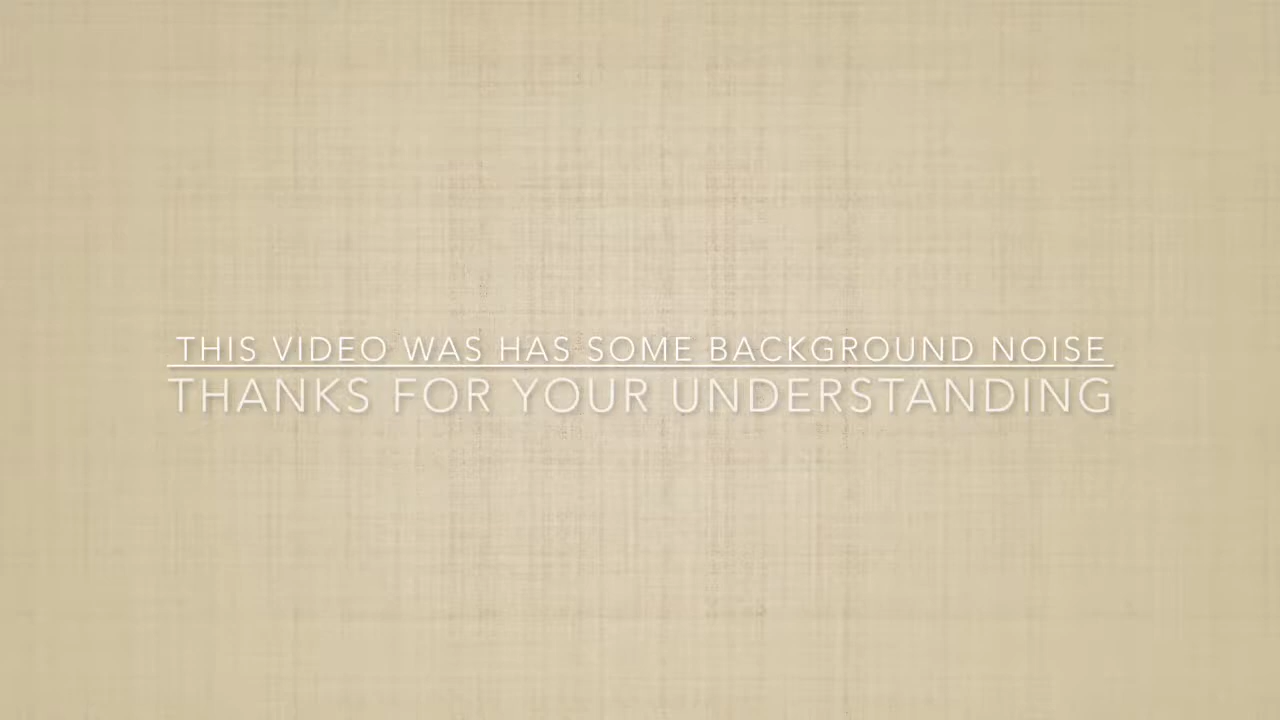 THIS VIDEO WAS HAS SOME BACKGROUND NOISE
THANKS FOR YOUR UNDERSTANDING